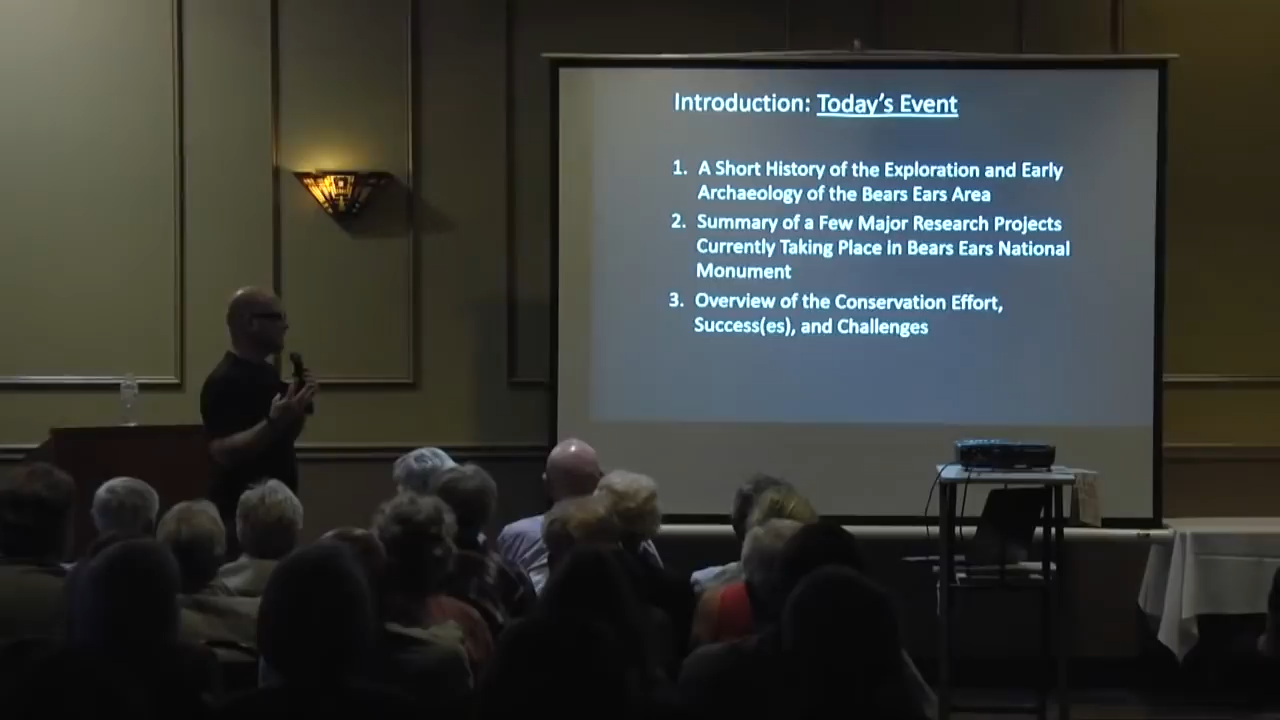 Introduction: Today's Event
1. A Short History of the Exploration and Early
Archaeology of the Bears Ears Area
2. Summary of a Few Major Research Projects
Currently Taking Place in Bears Ears National
Monument
3. Overview of the Conservation Effort,
Success(es), and Challenges